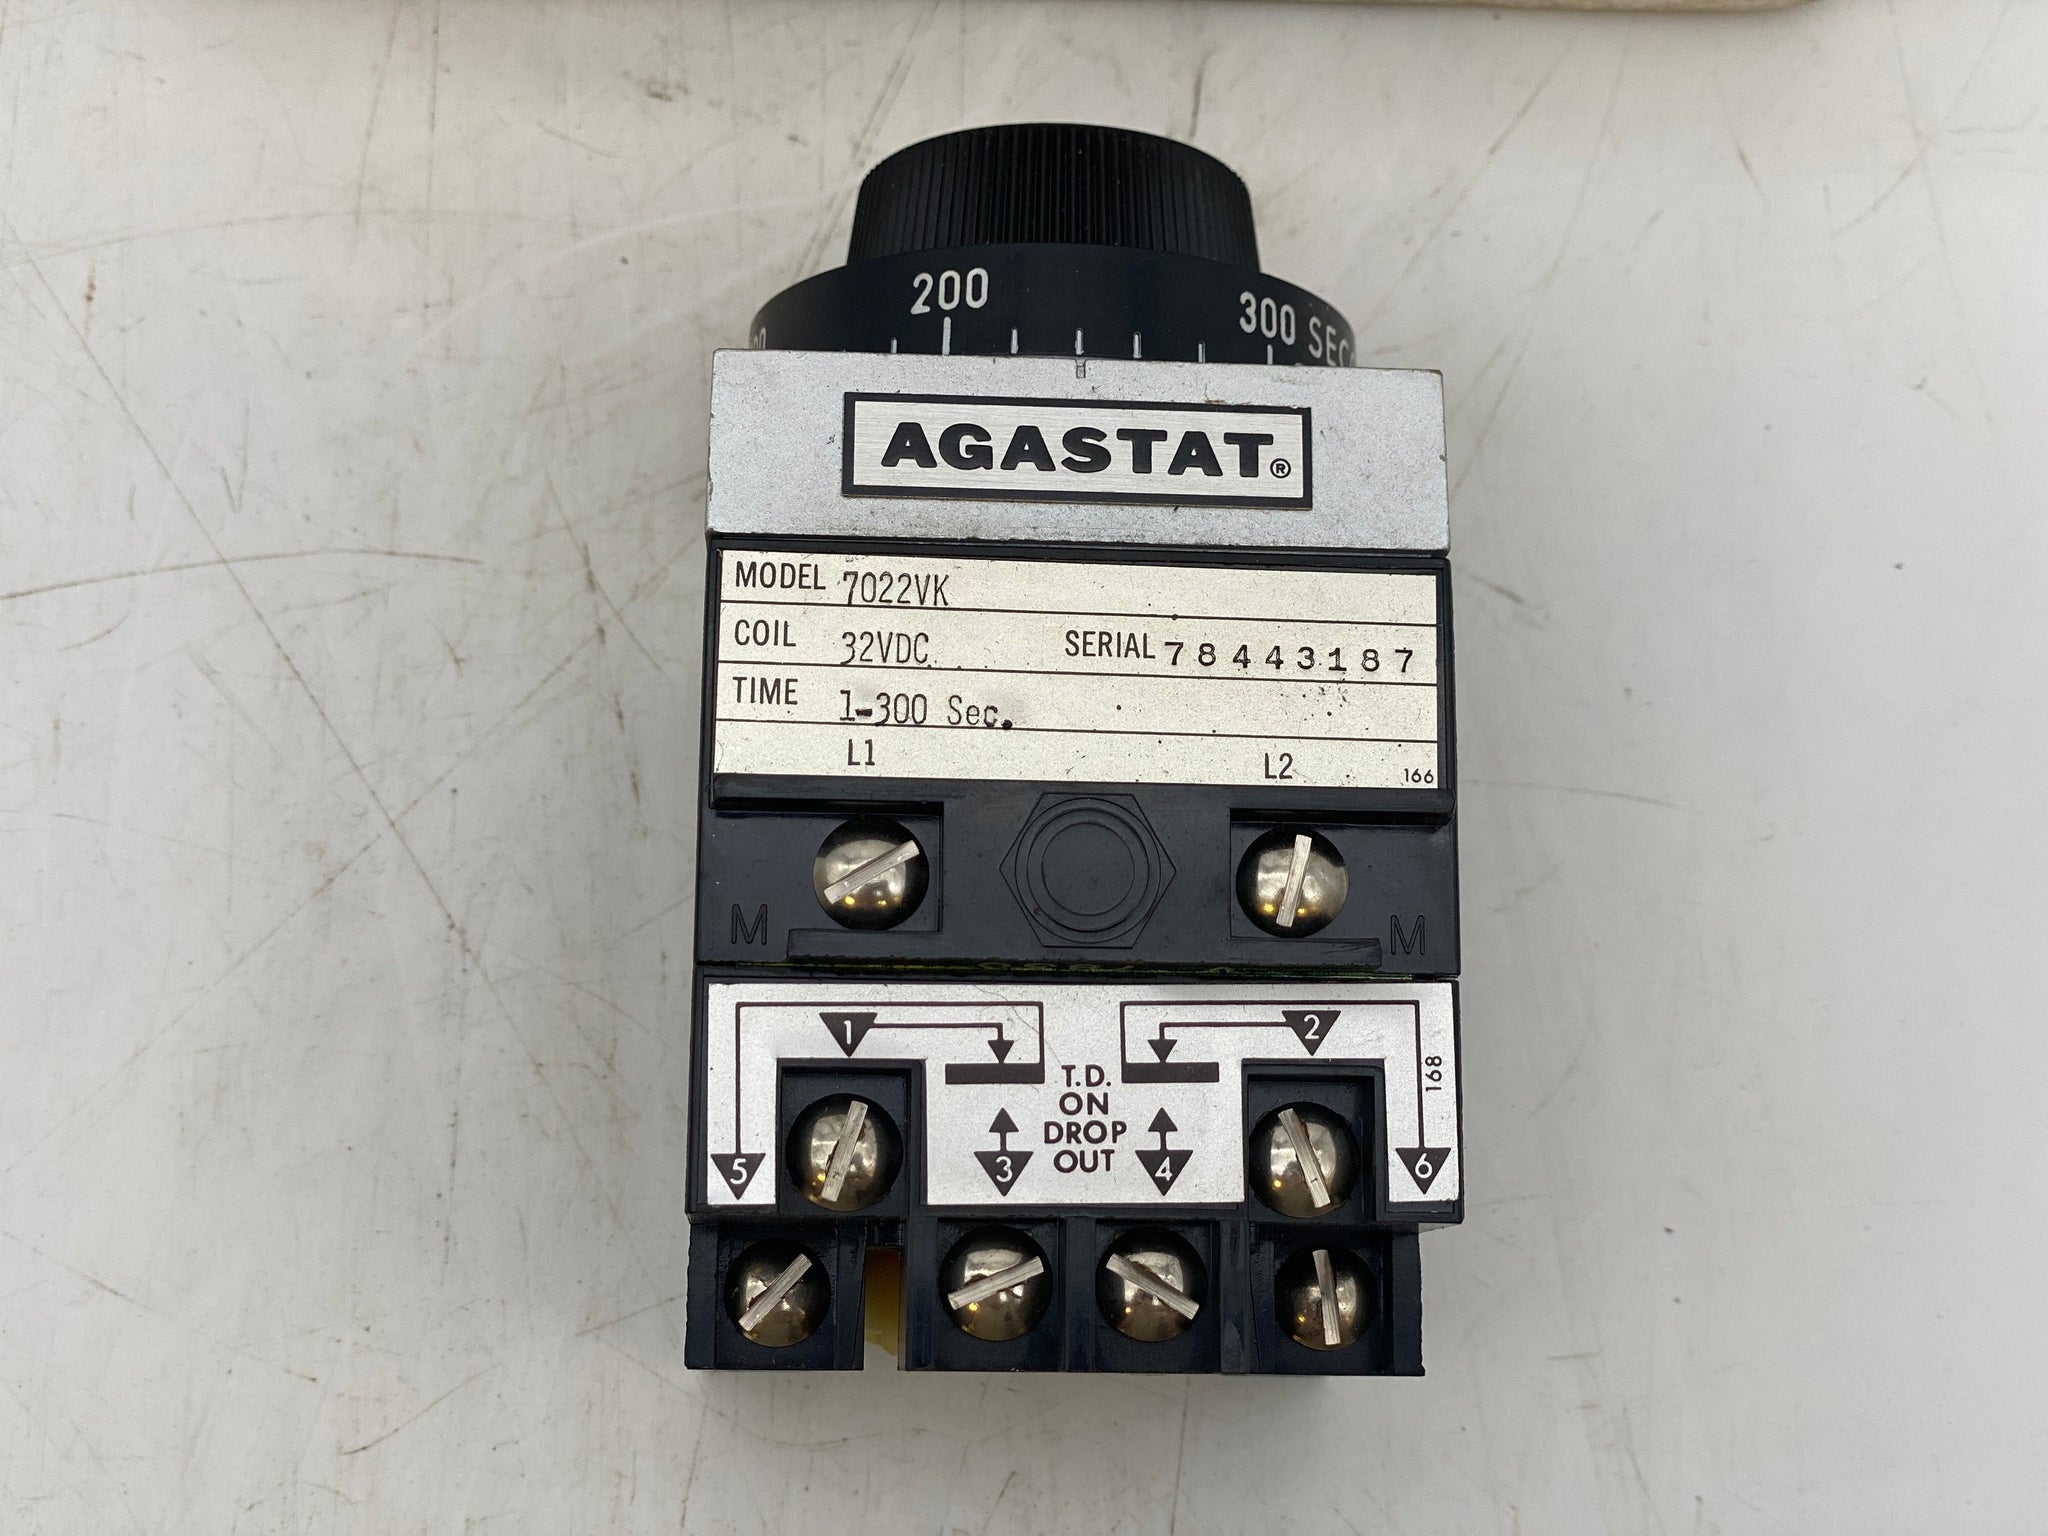 200
300 SEC
AGASTAT®
MODEL 7022VK
COIL 32VDC SERIAL 78443187
TIME 1-300 Sec.
L1 L2 166
M M
1 2
T.D.
ON
DROP
OUT
168
5 3 4 6